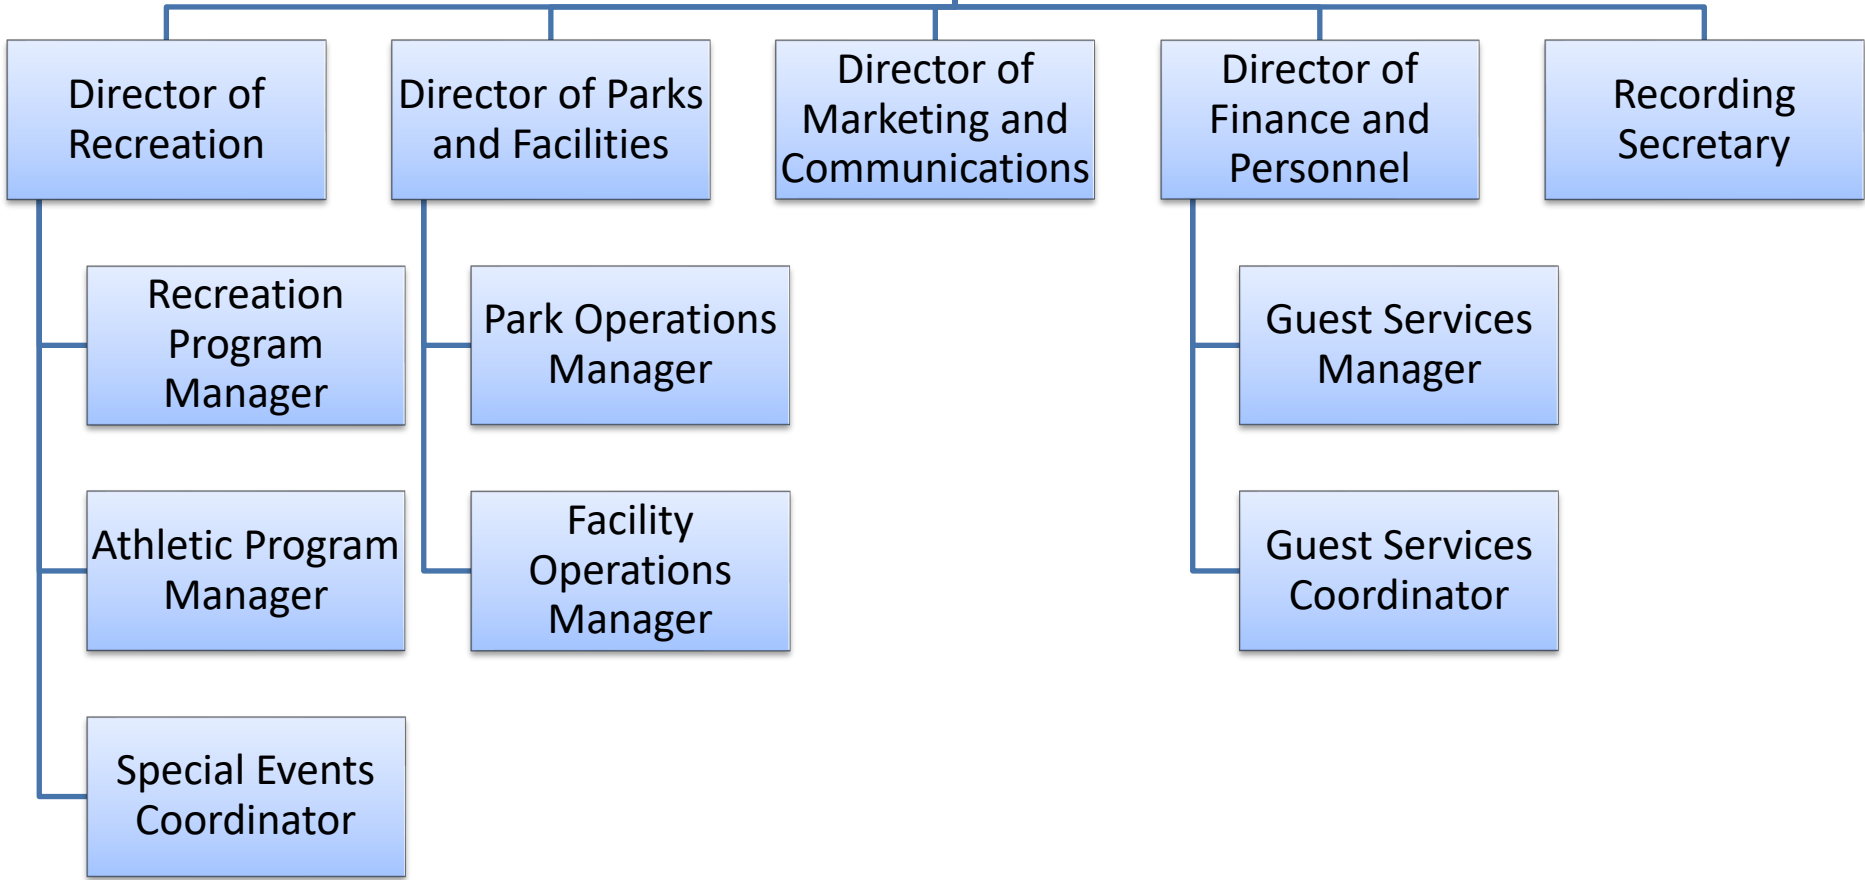 Director of
Recreation
Director of Parks
and Facilities
Director of
Marketing and
Communications
Director of
Finance and
Personnel
Recording
Secretary
Recreation
Program
Manager
Park Operations
Manager
Guest Services
Manager
Athletic Program
Manager
Facility
Operations
Manager
Guest Services
Coordinator
Special Events
Coordinator